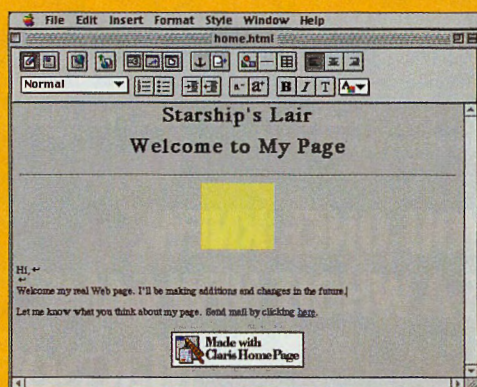 File Edit Insert Format Style Window Help
home.html
Normal
B I T A
Starship's Lair
Welcome to My Page
Hi, ↵
↵
Welcome my real Web page. I'll be making additions and changes in the future.
Let me know what you think about my page. Send mail by clicking here.
Made with
Claris Home Page